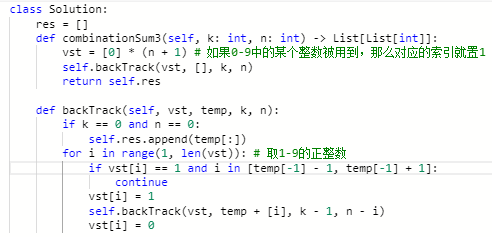 class Solution:
    res = []
    def combinationSum3(self, k: int, n: int) -> List[List[int]]:
        vst = [0] * (n + 1) # 如果0-9中的某个整数被用到，那么对应的索引就置1
        self.backTrack(vst, [], k, n)
        return self.res

    def backTrack(self, vst, temp, k, n):
        if k == 0 and n == 0:
            self.res.append(temp[:])
        for i in range(1, len(vst)): # 取1-9的正整数
            if vst[i] == 1 and i in [temp[-1] - 1, temp[-1] + 1]:
                continue
            vst[i] = 1
            self.backTrack(vst, temp + [i], k - 1, n - i)
            vst[i] = 0